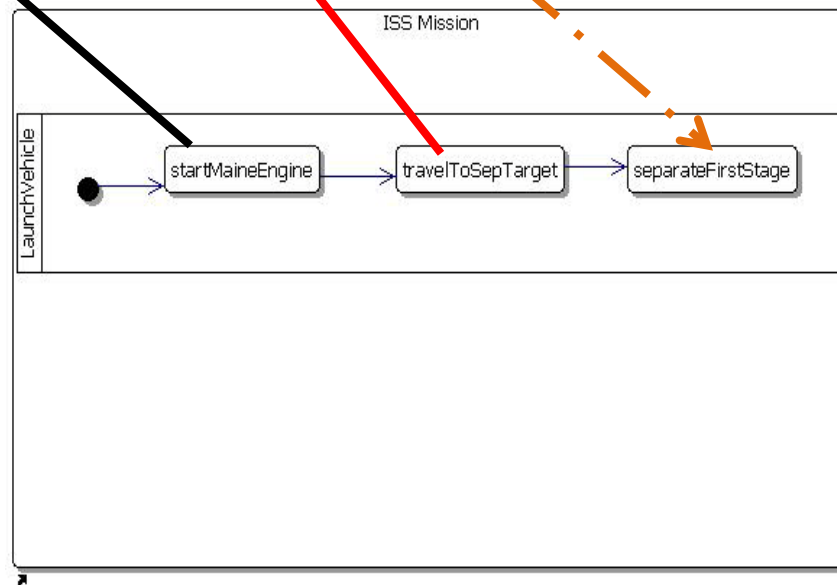 ISS Mission
LaunchVehicle
startMaineEngine
travelToSepTarget
separateFirstStage